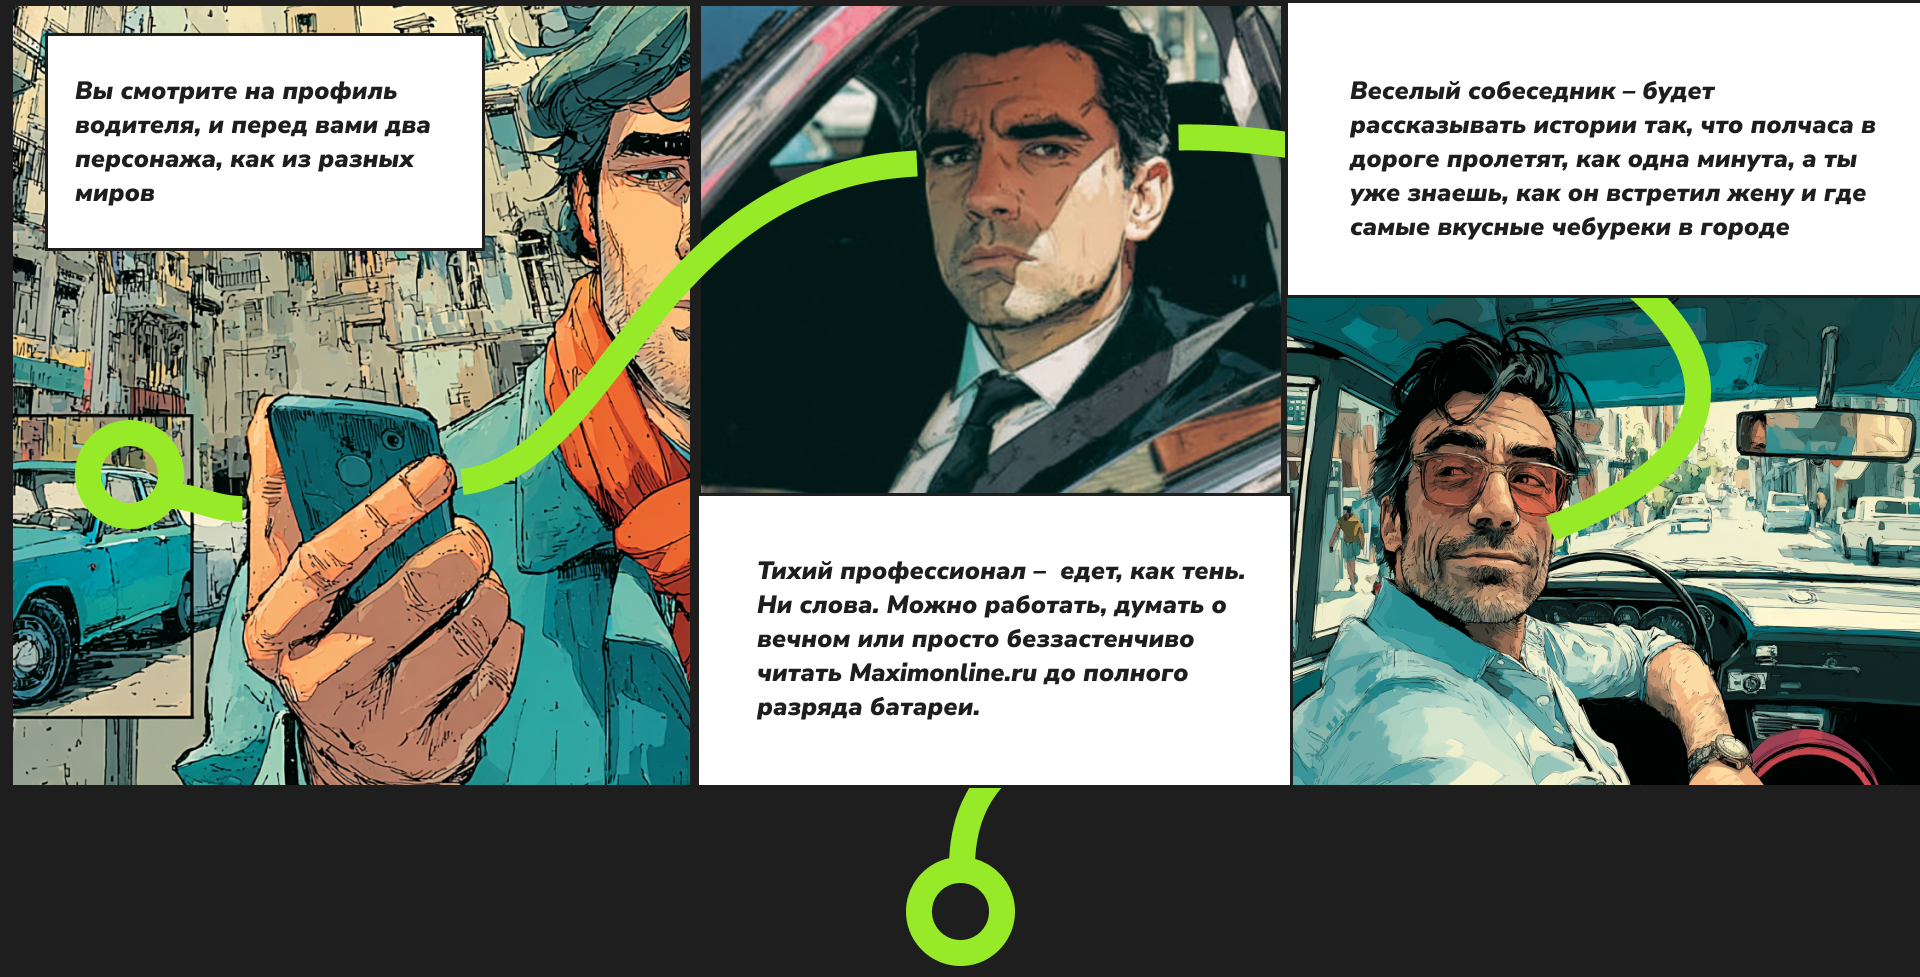 Вы смотрите на профиль
водителя, и перед вами два
персонажа, как из разных
миров
Тихий профессионал –  едет, как тень.
Ни слова. Можно работать, думать о
вечном или просто беззастенчиво
читать Maximonline.ru до полного
разряда батареи.
Веселый собеседник – будет
рассказывать истории так, что полчаса в
дороге пролетят, как одна минута, а ты
уже знаешь, как он встретил жену и где
самые вкусные чебуреки в городе